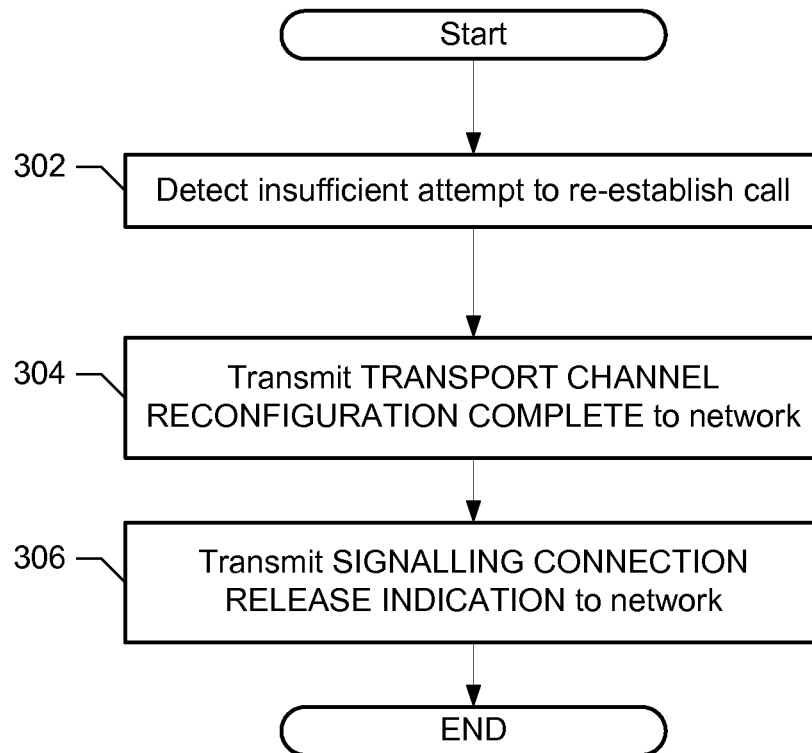 Start
302
Detect insufficient attempt to re-establish call
304
Transmit TRANSPORT CHANNEL
RECONFIGURATION COMPLETE to network
306
Transmit SIGNALLING CONNECTION
RELEASE INDICATION to network
END